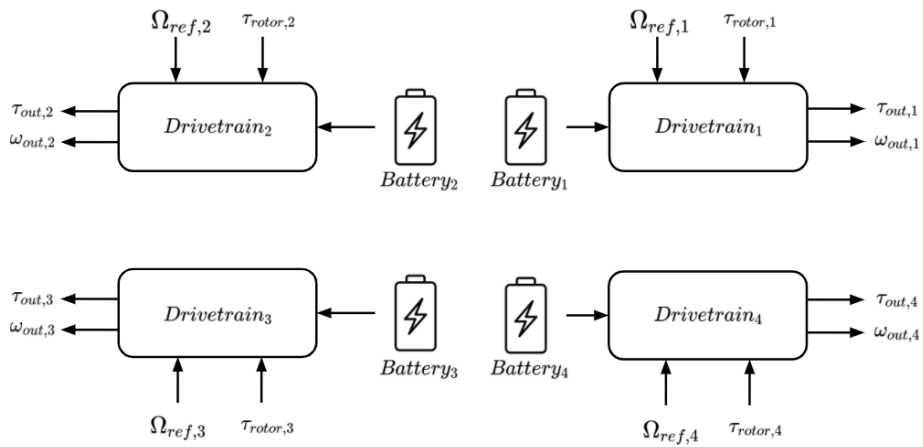 Ω_{ref,2} τ_{rotor,2} Ω_{ref,1} τ_{rotor,1}
τ_{out,2} Drivetrain_2 Drivetrain_1 τ_{out,1}
ω_{out,2} ω_{out,1}
Battery_2 Battery_1
τ_{out,3} Drivetrain_3 Drivetrain_4 τ_{out,4}
ω_{out,3} ω_{out,4}
Battery_3 Battery_4
Ω_{ref,3} τ_{rotor,3} Ω_{ref,4} τ_{rotor,4}